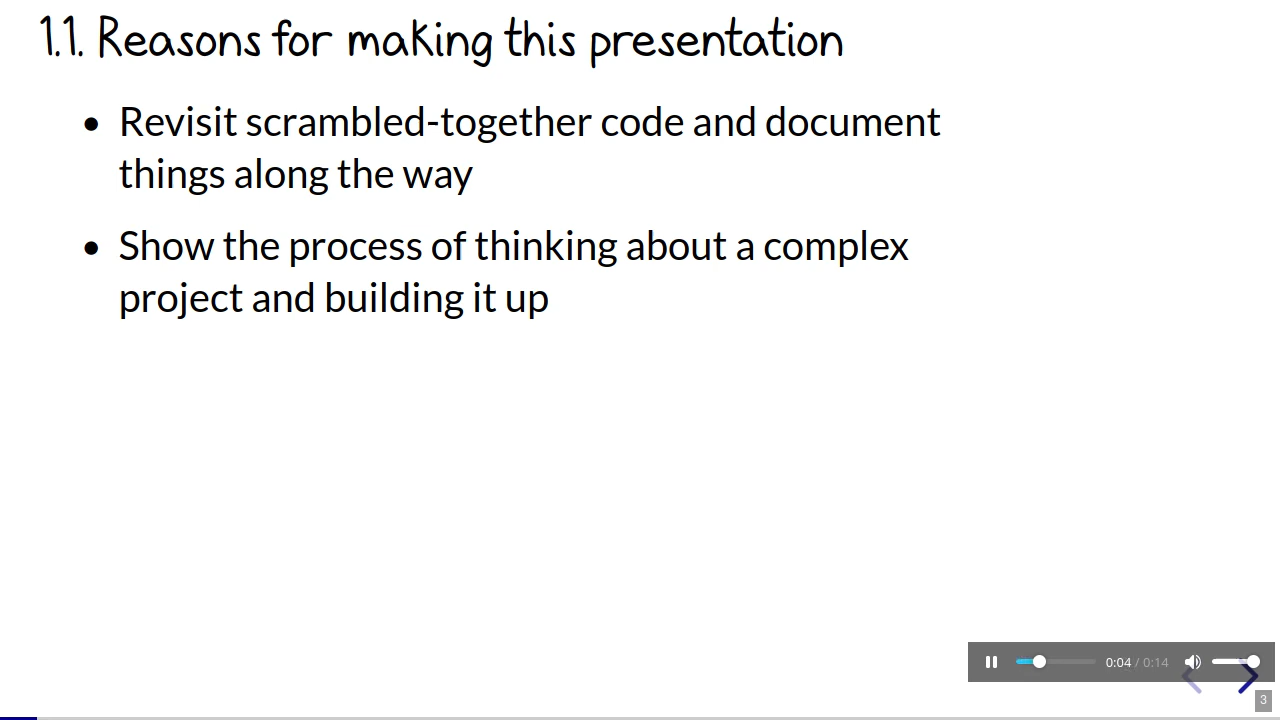 1.1. Reasons for making this presentation
• Revisit scrambled-together code and document
things along the way
• Show the process of thinking about a complex
project and building it up
0:04 / 0:14
3